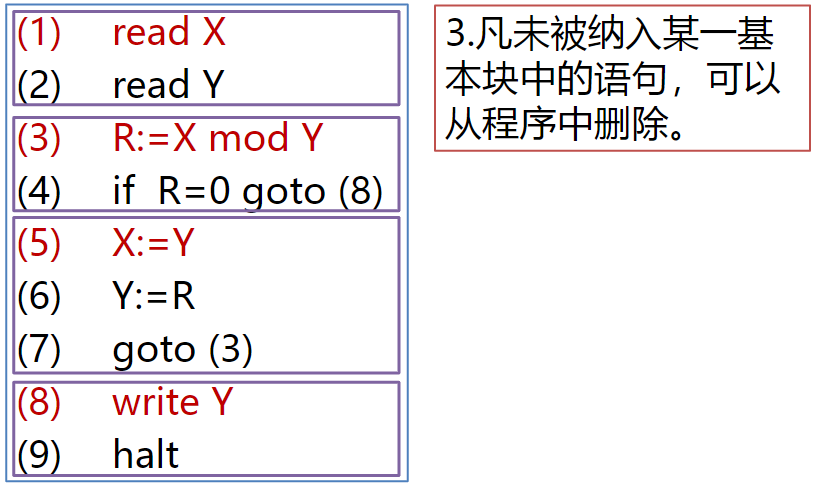 (1) read X
(2) read Y
(3) R:=X mod Y
(4) if R=0 goto (8)
(5) X:=Y
(6) Y:=R
(7) goto (3)
(8) write Y
(9) halt
3.凡未被纳入某一基
本块中的语句，可以
从程序中删除。